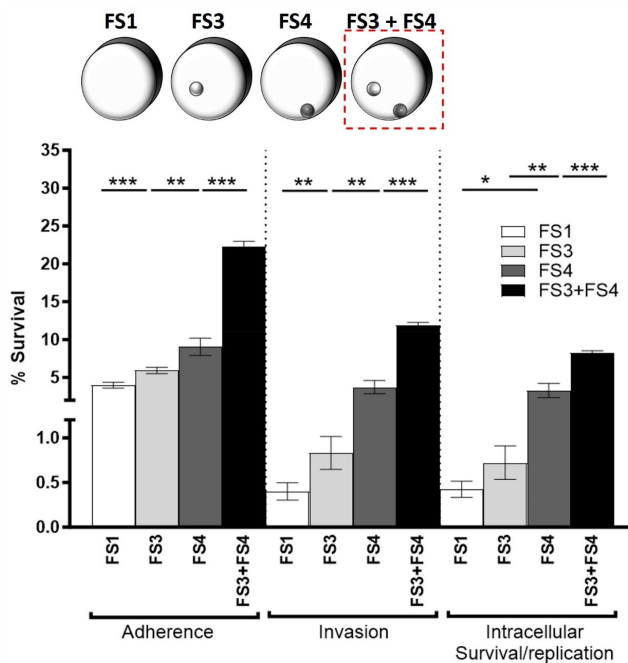 FS1 FS3 FS4 FS3 + FS4
35
30
25
20
15
10
5
1.0
0.5
0.0
% Survival
*** ** *** ** ** *** * ** ***
FS1
FS3
FS4
FS3+FS4
FS1 FS3 FS4 FS3+FS4 FS1 FS3 FS4 FS3+FS4 FS1 FS3 FS4 FS3+FS4
Adherence Invasion Intracellular
Survival/replication